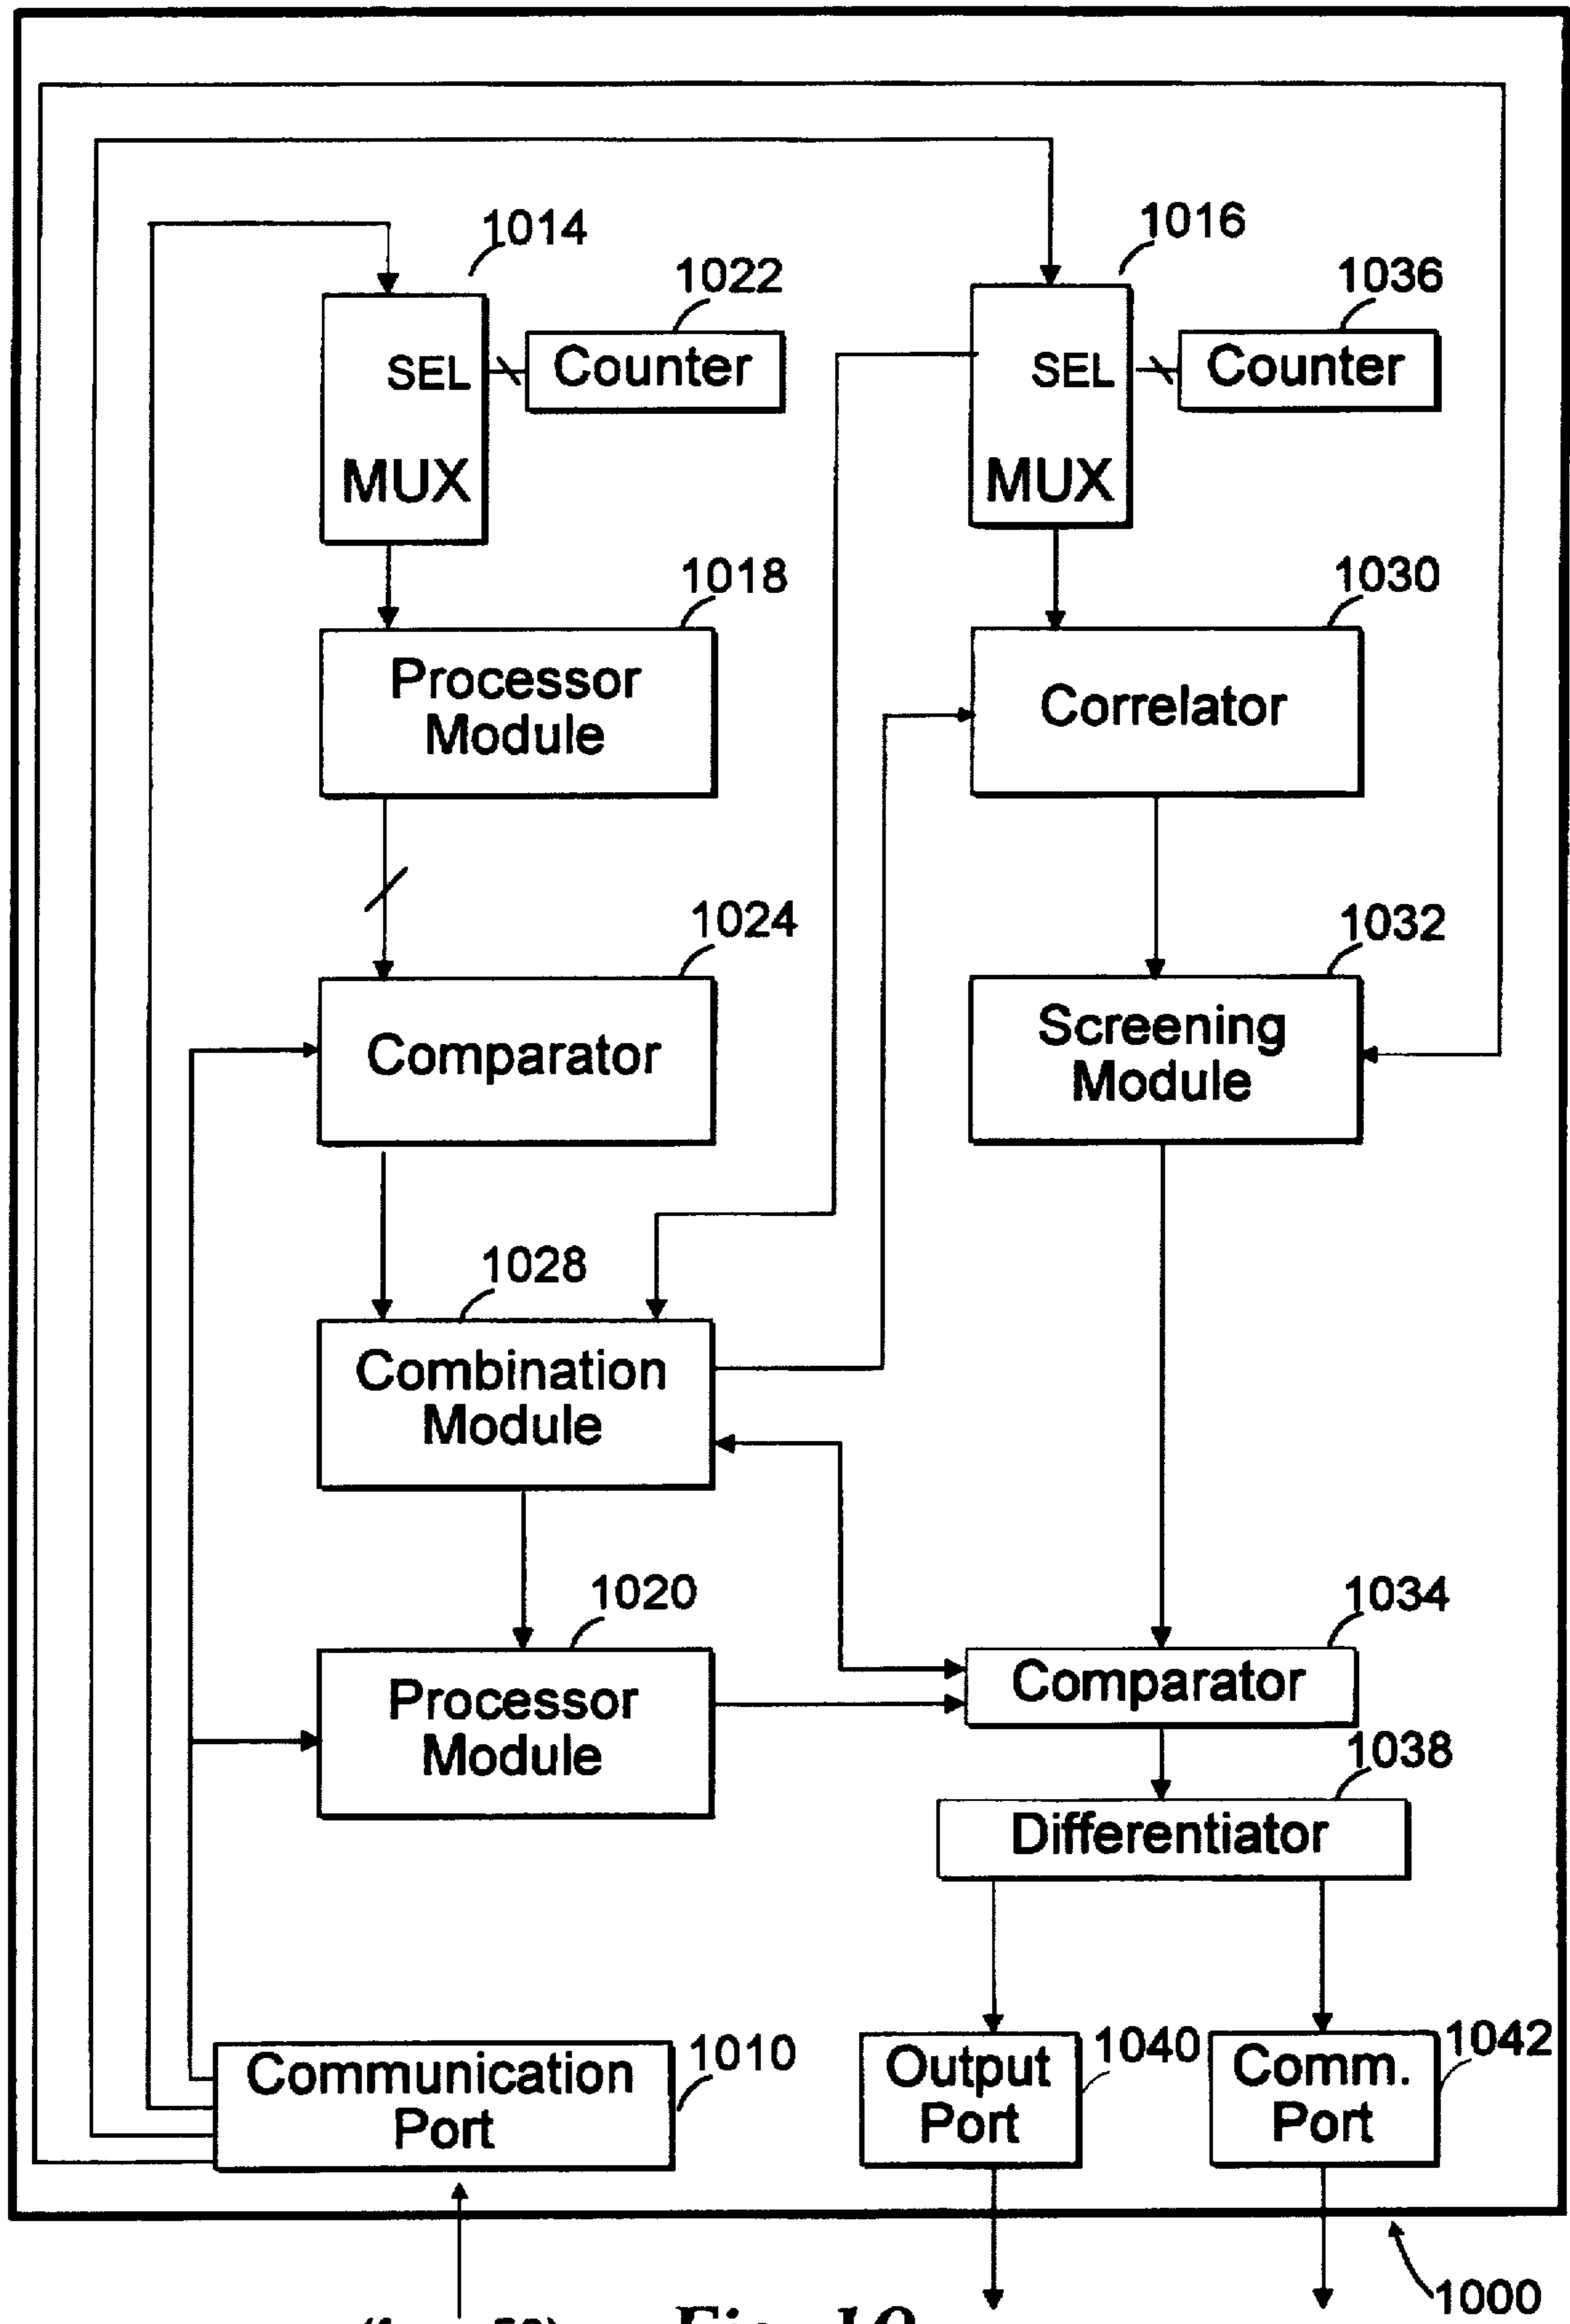 1014
1022
SEL
Counter
MUX
1016
1036
SEL
Counter
MUX
1018
Processor
Module
1030
Correlator
1024
Comparator
1032
Screening
Module
1028
Combination
Module
1020
Processor
Module
1034
Comparator
1038
Differentiator
Communication
Port
1010
Output
Port
1040
Comm.
Port
1042
1000